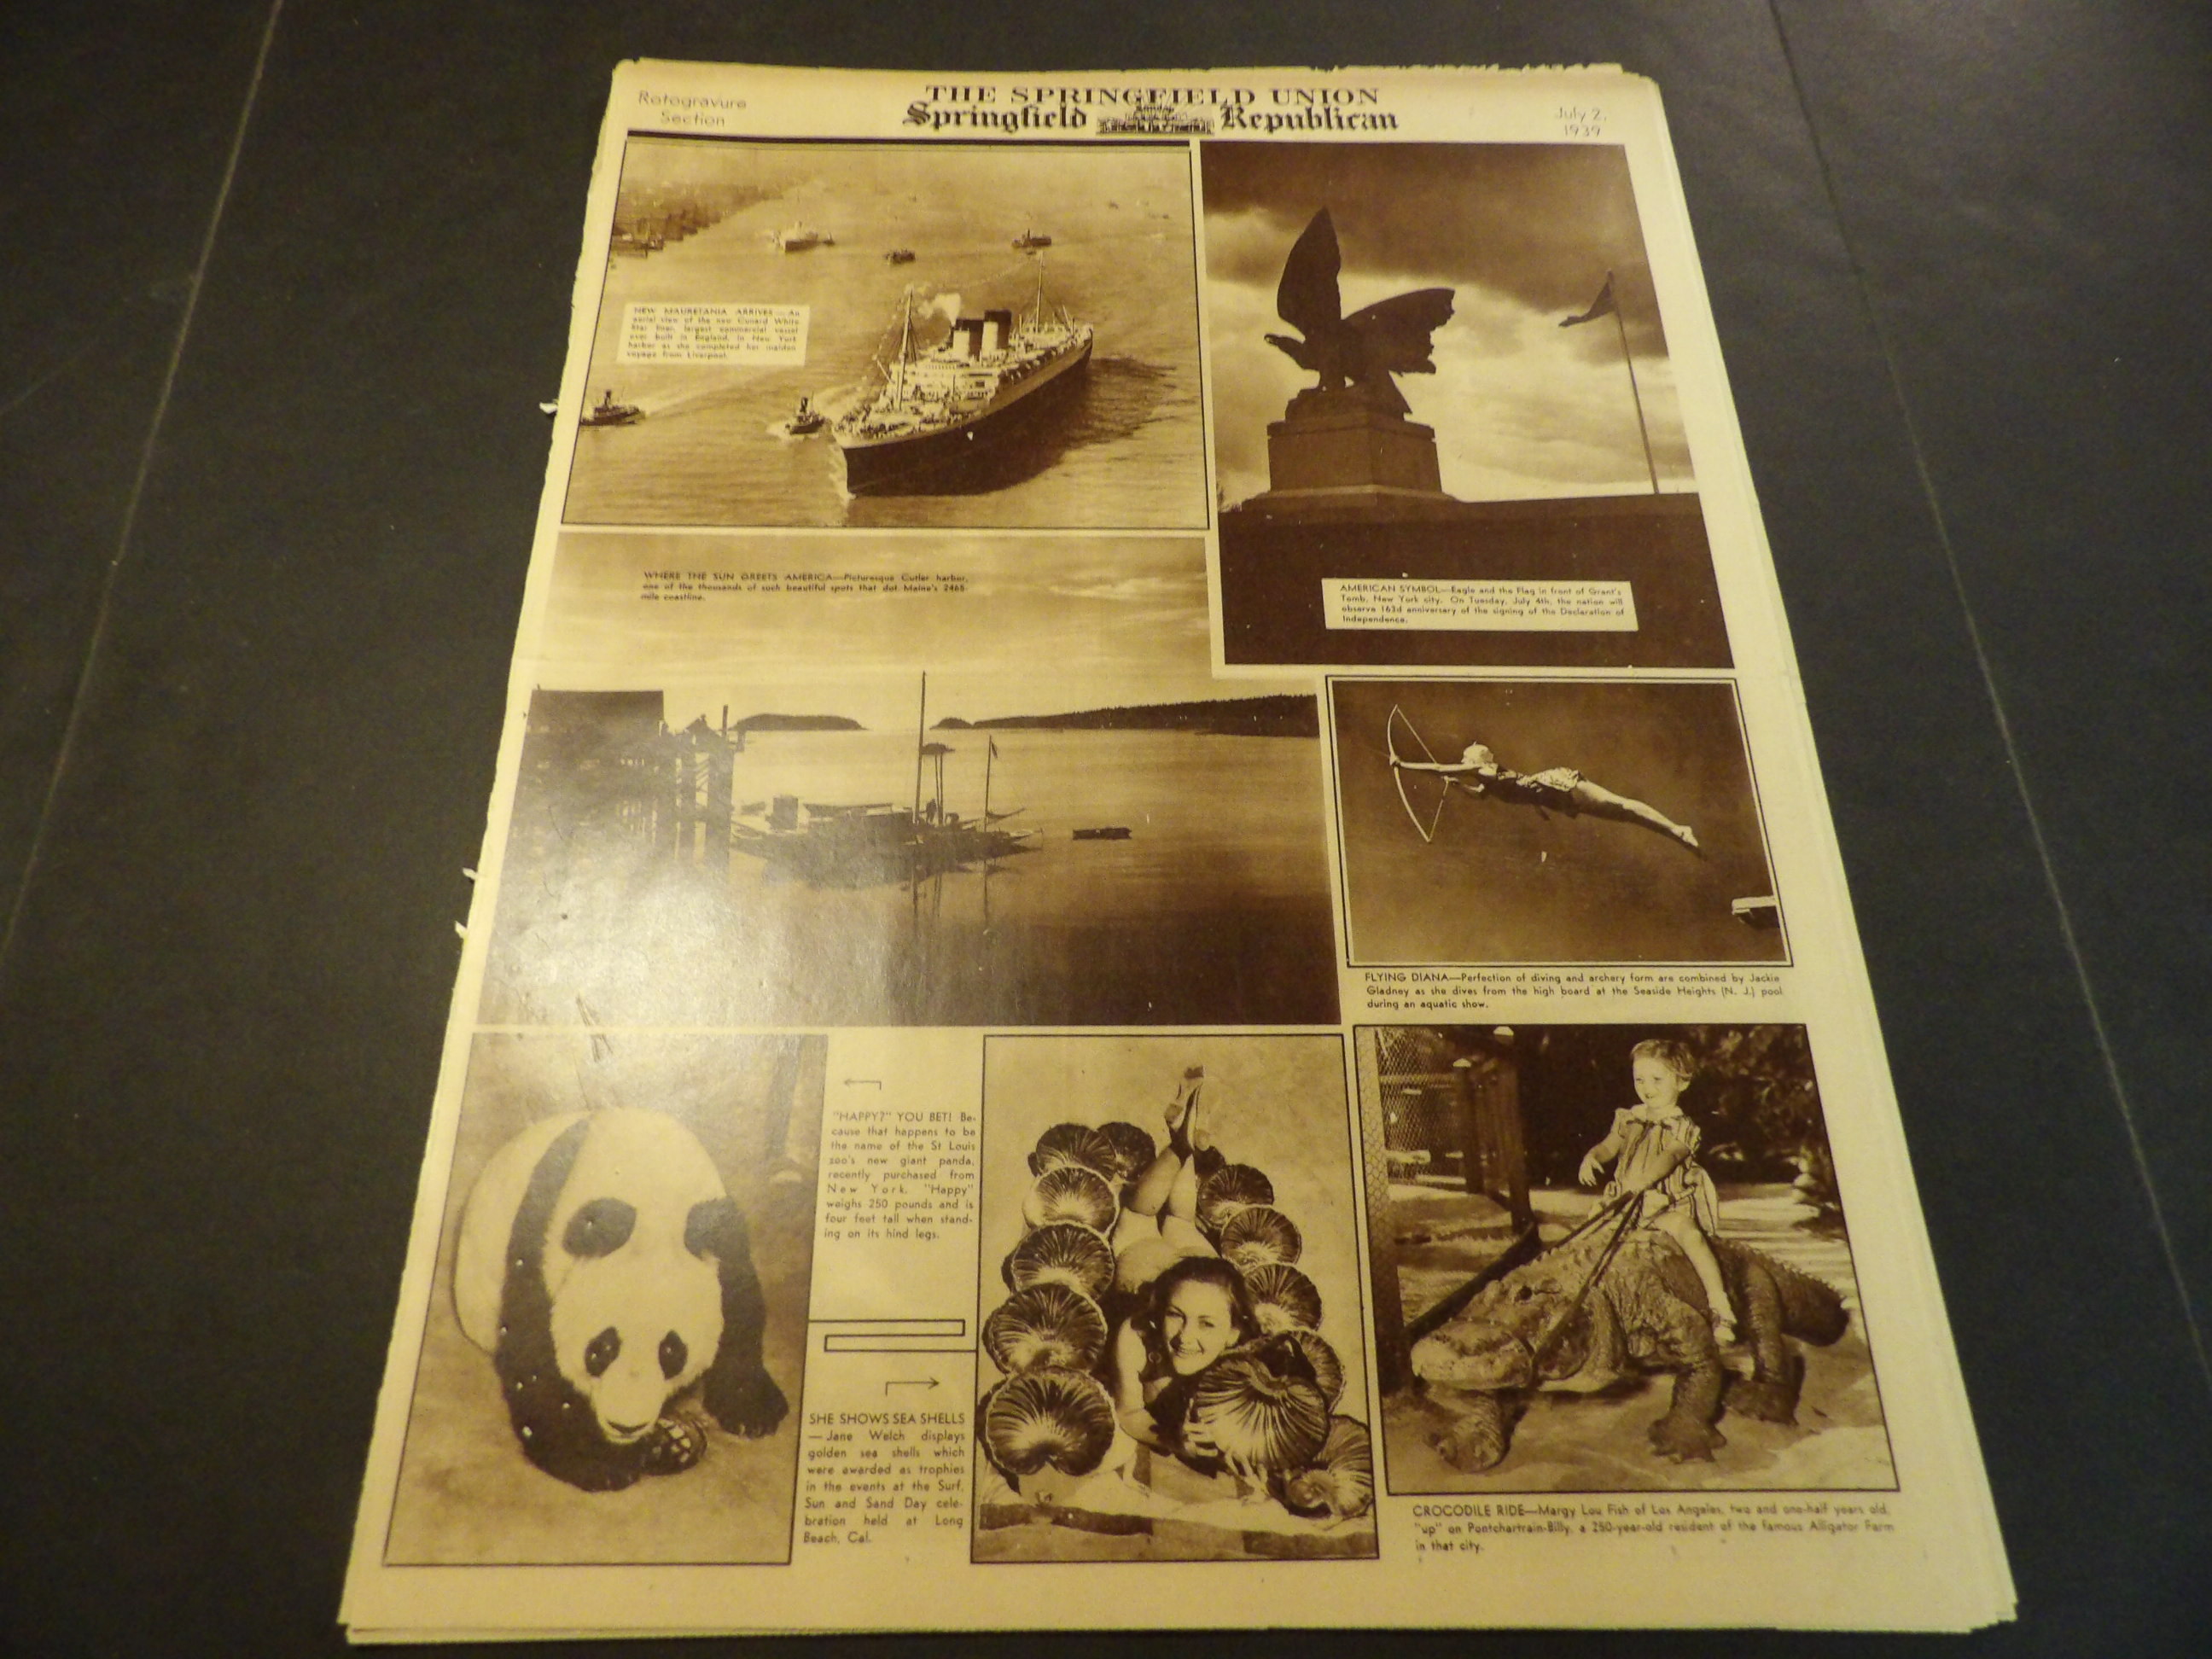 Rotogravure
Section
THE SPRINGFIELD UNION
Springfield Republican
July 2,
1939
NEW MAURETANIA ARRIVES—An
aerial view of the new Cunard White
Star liner, largest commercial vessel
ever built in England, in New York
harbor as she completed her maiden
voyage from Liverpool.
WHERE THE SUN GREETS AMERICA—Picturesque Cutler harbor,
one of the thousands of such beautiful spots that dot Maine's 2465-
mile coastline.
AMERICAN SYMBOL—Eagle and the Flag in front of Grant's
Tomb, New York city. On Tuesday, July 4th, the nation will
observe 163d anniversary of the signing of the Declaration of
Independence.
FLYING DIANA—Perfection of diving and archery form are combined by Jackie
Gladney as she dives from the high board at the Seaside Heights (N. J.) pool
during an aquatic show.
"HAPPY?" YOU BET! Be-
cause that happens to be
the name of the St Louis
zoo's new giant panda,
recently purchased from
New York. "Happy"
weighs 250 pounds and is
four feet tall when stand-
ing on its hind legs.
SHE SHOWS SEA SHELLS
—Jane Welch displays
golden sea shells which
were awarded as trophies
in the events at the Surf,
Sun and Sand Day cele-
bration held at Long
Beach, Cal.
CROCODILE RIDE—Margy Lou Fish of Los Angeles, two and one-half years old,
"up" on Pontchartrain-Billy, a 250-year-old resident of the famous Alligator Farm
in that city.